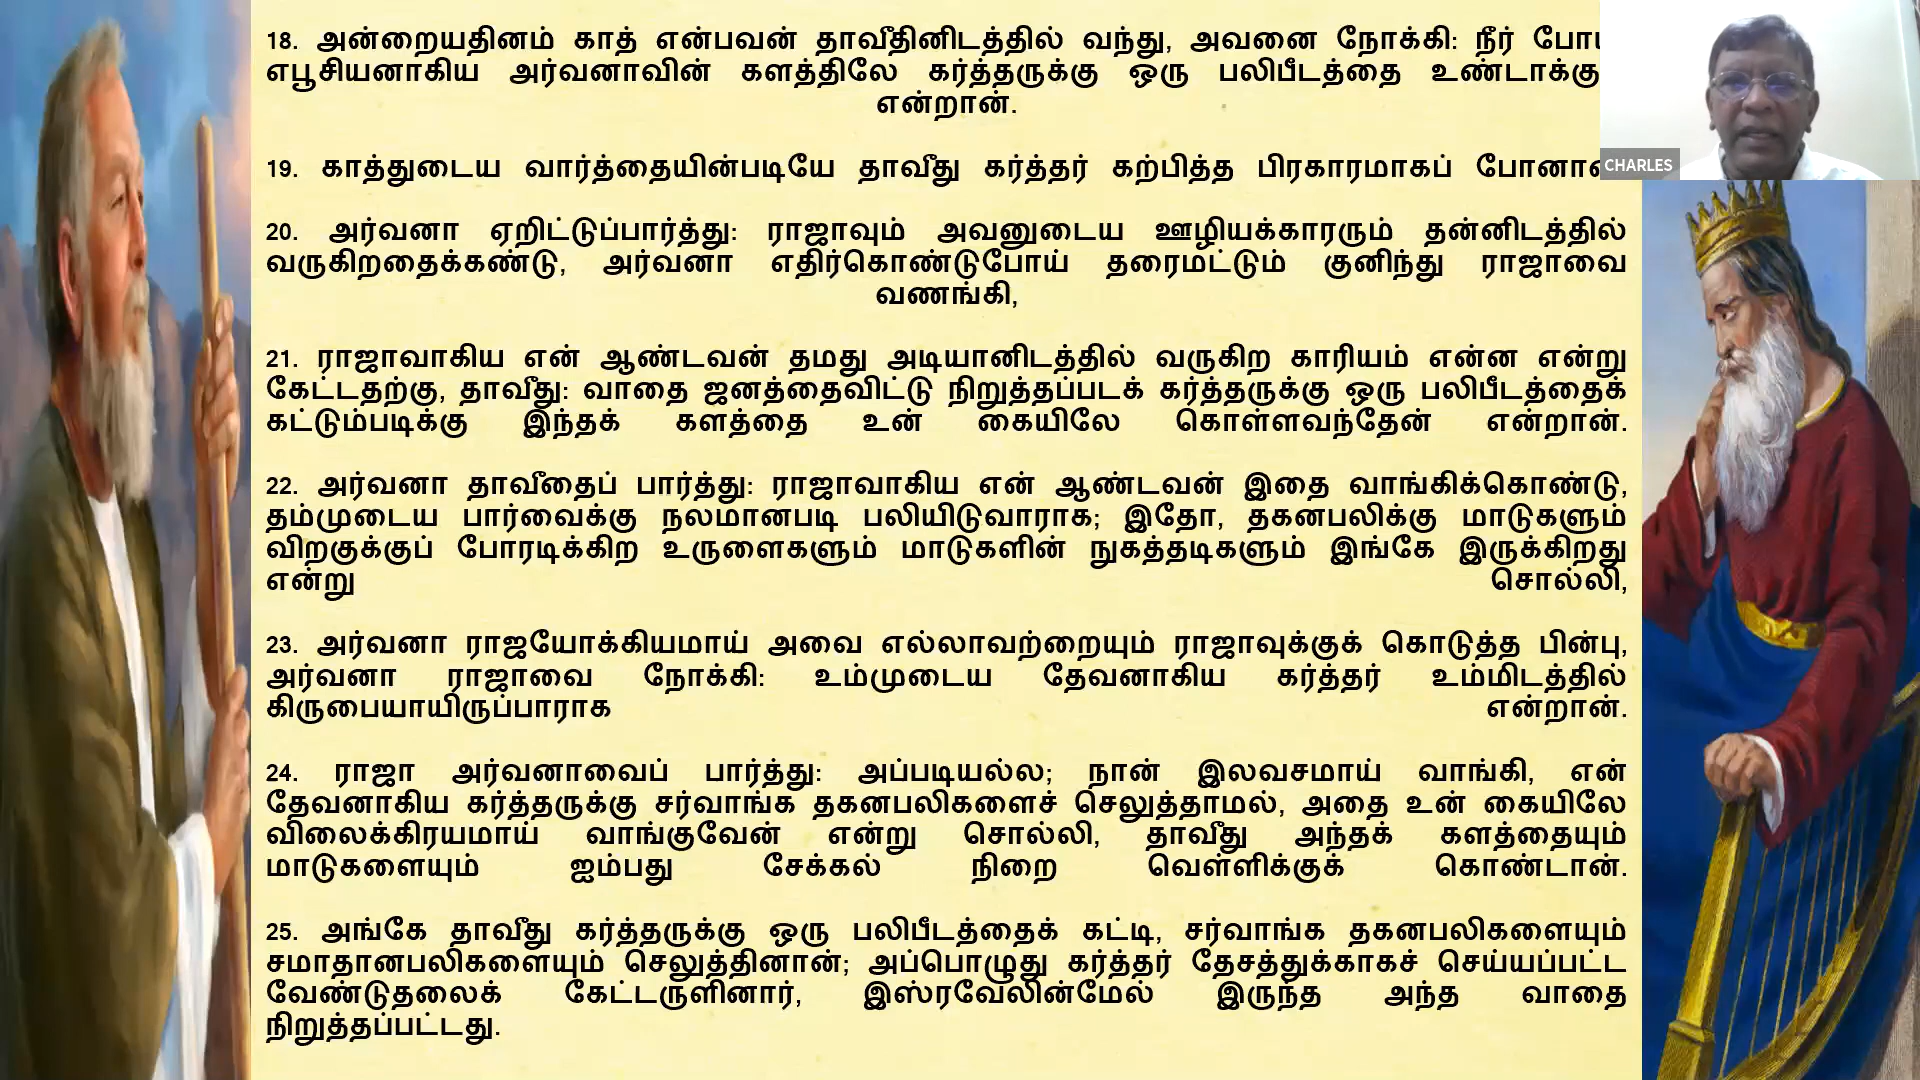 18. அன்றையதினம் காத் என்பவன் தாவீதினிடத்தில் வந்து, அவனை நோக்கி: நீர்
எபூசியனாகிய அர்வனாவின் களத்திலே கர்த்தருக்கு ஒரு பலிபீடத்தை
என்றான்.
CHARLES
19. காத்துடைய வார்த்தையின்படியே தாவீது கர்த்தர் கற்பித்த பிரகாரமாகப்
20. அர்வனா ஏறிட்டுப்பார்த்து: ராஜாவும் அவனுடைய ஊழியக்காரரும் தன்னிடத்தில்
வருகிறதைக்கண்டு, அர்வனா எதிர்கொண்டுபோய் தரைமட்டும் குனிந்து ராஜாவை
வணங்கி,
21. ராஜாவாகிய என் ஆண்டவன் தமது அடியானிடத்தில் வருகிற காரியம் என்ன என்று
கேட்டதற்கு, தாவீது: வாதை ஜனத்தைவிட்டு நிறுத்தப்படக் கர்த்தருக்கு ஒரு பலிபீடத்தைக்
கட்டும்படிக்கு இந்தக் களத்தை உன் கையிலே கொள்ளவந்தேன் என்றான்.
22. அர்வனா தாவீதைப் பார்த்து: ராஜாவாகிய என் ஆண்டவன் இதை வாங்கிக்கொண்டு,
தம்முடைய பார்வைக்கு நலமானபடி பலியிடுவாராக; இதோ, தகனபலிக்கு மாடுகளும்
விறகுக்குப் போரடிக்கிற உருளைகளும் மாடுகளின் நுகத்தடிகளும் இங்கே இருக்கிறது
என்று சொல்லி,
23. அர்வனா ராஜயோக்கியமாய் அவை எல்லாவற்றையும் ராஜாவுக்குக் கொடுத்த பின்பு,
அர்வனா ராஜாவை நோக்கி: உம்முடைய தேவனாகிய கர்த்தர் உம்மிடத்தில்
கிருபையாயிருப்பாராக என்றான்.
24. ராஜா அர்வனாவைப் பார்த்து: அப்படியல்ல; நான் இலவசமாய் வாங்கி, என்
தேவனாகிய கர்த்தருக்கு சர்வாங்க தகனபலிகளைச் செலுத்தாமல், அதை உன் கையிலே
விலைக்கிரயமாய் வாங்குவேன் என்று சொல்லி, தாவீது அந்தக் களத்தையும்
மாடுகளையும் ஐம்பது சேக்கல் நிறை வெள்ளிக்குக் கொண்டான்.
25. அங்கே தாவீது கர்த்தருக்கு ஒரு பலிபீடத்தைக் கட்டி, சர்வாங்க தகனபலிகளையும்
சமாதானபலிகளையும் செலுத்தினான்; அப்பொழுது கர்த்தர் தேசத்துக்காகச் செய்யப்பட்ட
வேண்டுதலைக் கேட்டருளினார், இஸ்ரவேலின்மேல் இருந்த அந்த வாதை
நிறுத்தப்பட்டது.